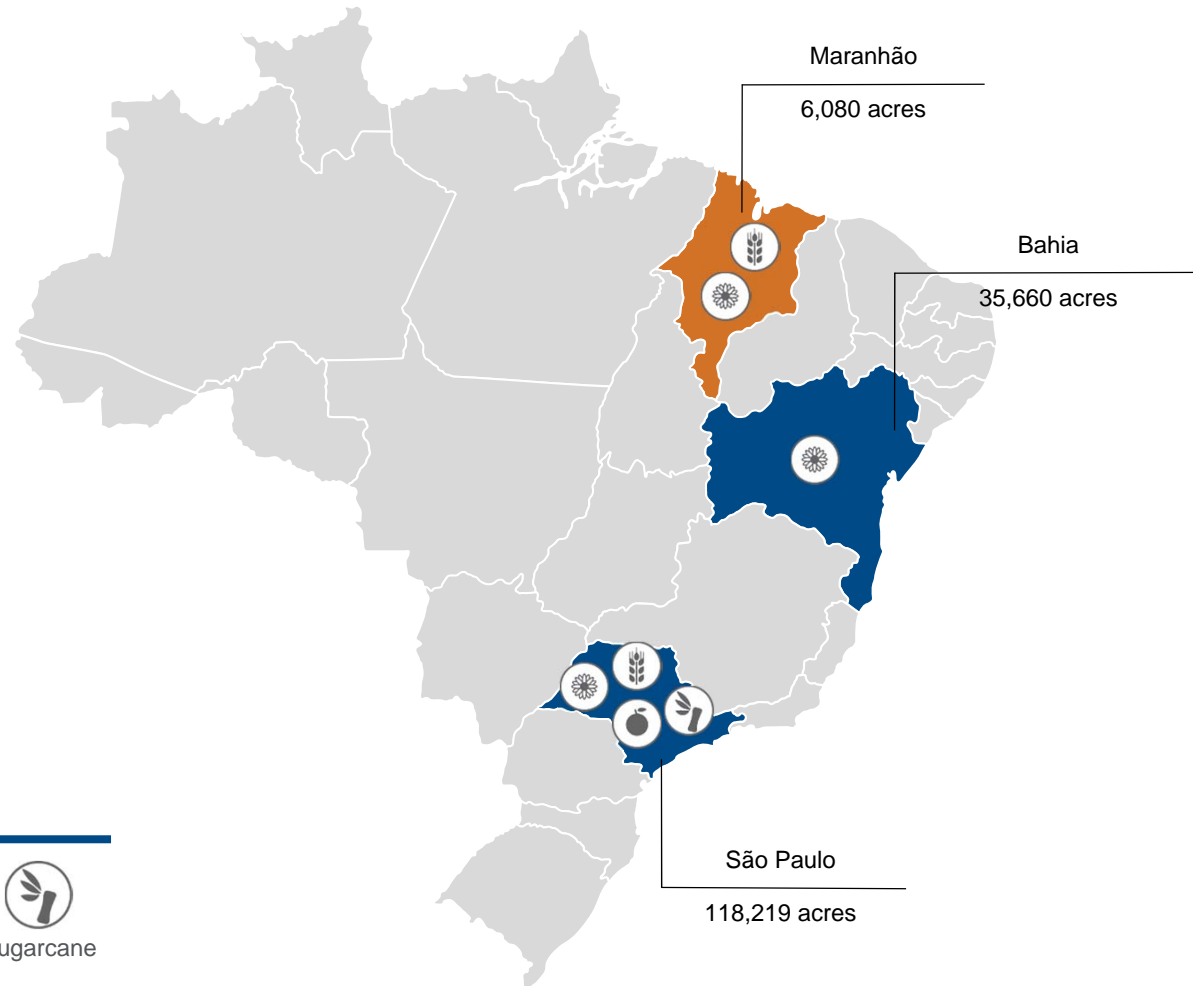 Maranhão
6,080 acres
Bahia
35,660 acres
São Paulo
118,219 acres
ugarcane